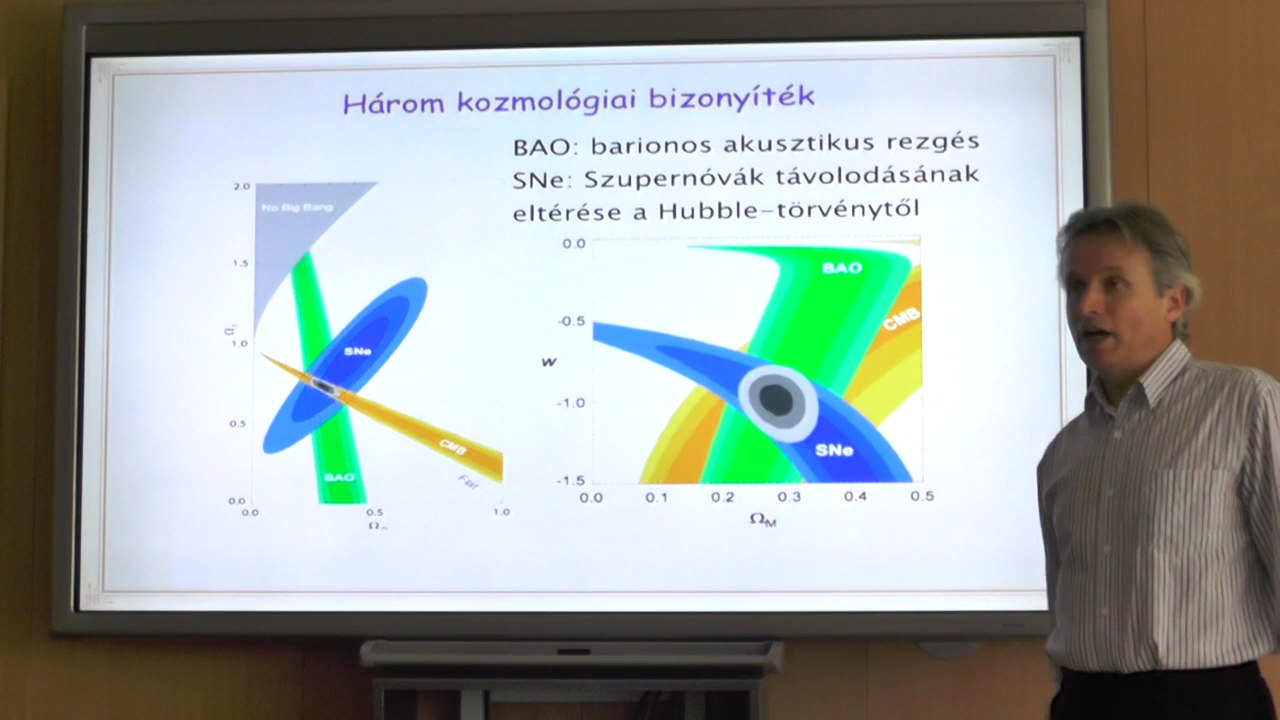 Három kozmológiai bizonyíték
BAO: barionos akusztikus rezgés
SNe: Szupernóvák távolodásának
eltérése a Hubble-törvénytől
2.0
No Big Bang
1.5
1.0
SNe
0.5
CMB
BAO
Flat
0.0
0.0 0.5 1.0
0.0
BAO
-0.5
CMB
w
-1.0
SNe
-1.5
0.0 0.1 0.2 0.3 0.4 0.5
Ω_M